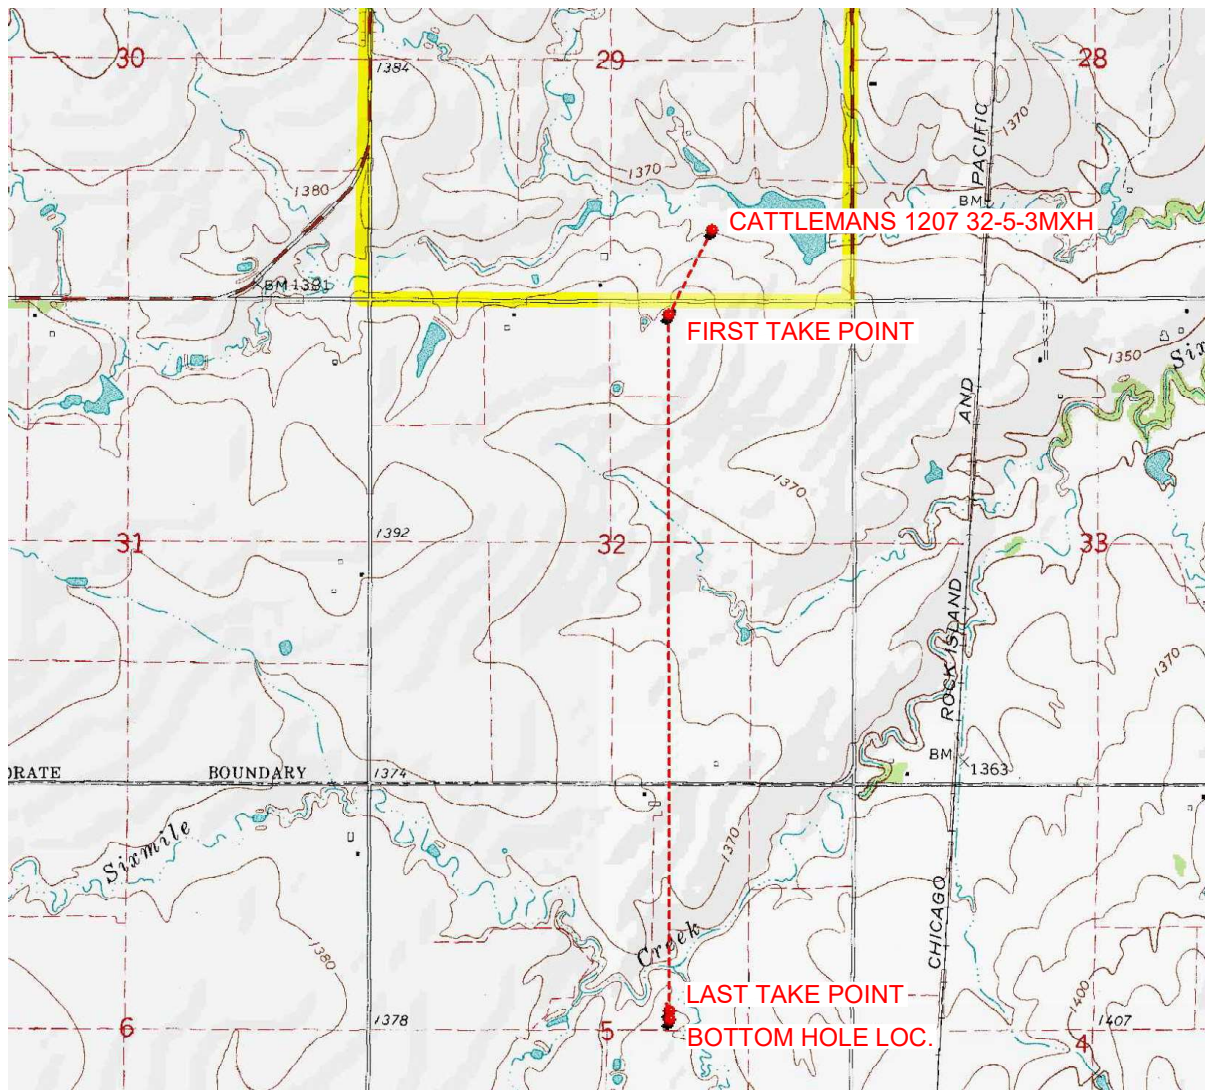 30
29
28
1384
1370
PACIFIC
1380
1370
BM
CATTLEMANS 1207 32-5-3MXH
BM 1391
FIRST TAKE POINT
1350
Six
AND
1370
1392
31
32
33
ROCK ISLAND
1370
BM
1363
ORATE BOUNDARY
1374
Sixmile
1370
CHICAGO
Creek
1380
LAST TAKE POINT
1400
6
1378
5
BOTTOM HOLE LOC.
1407
4